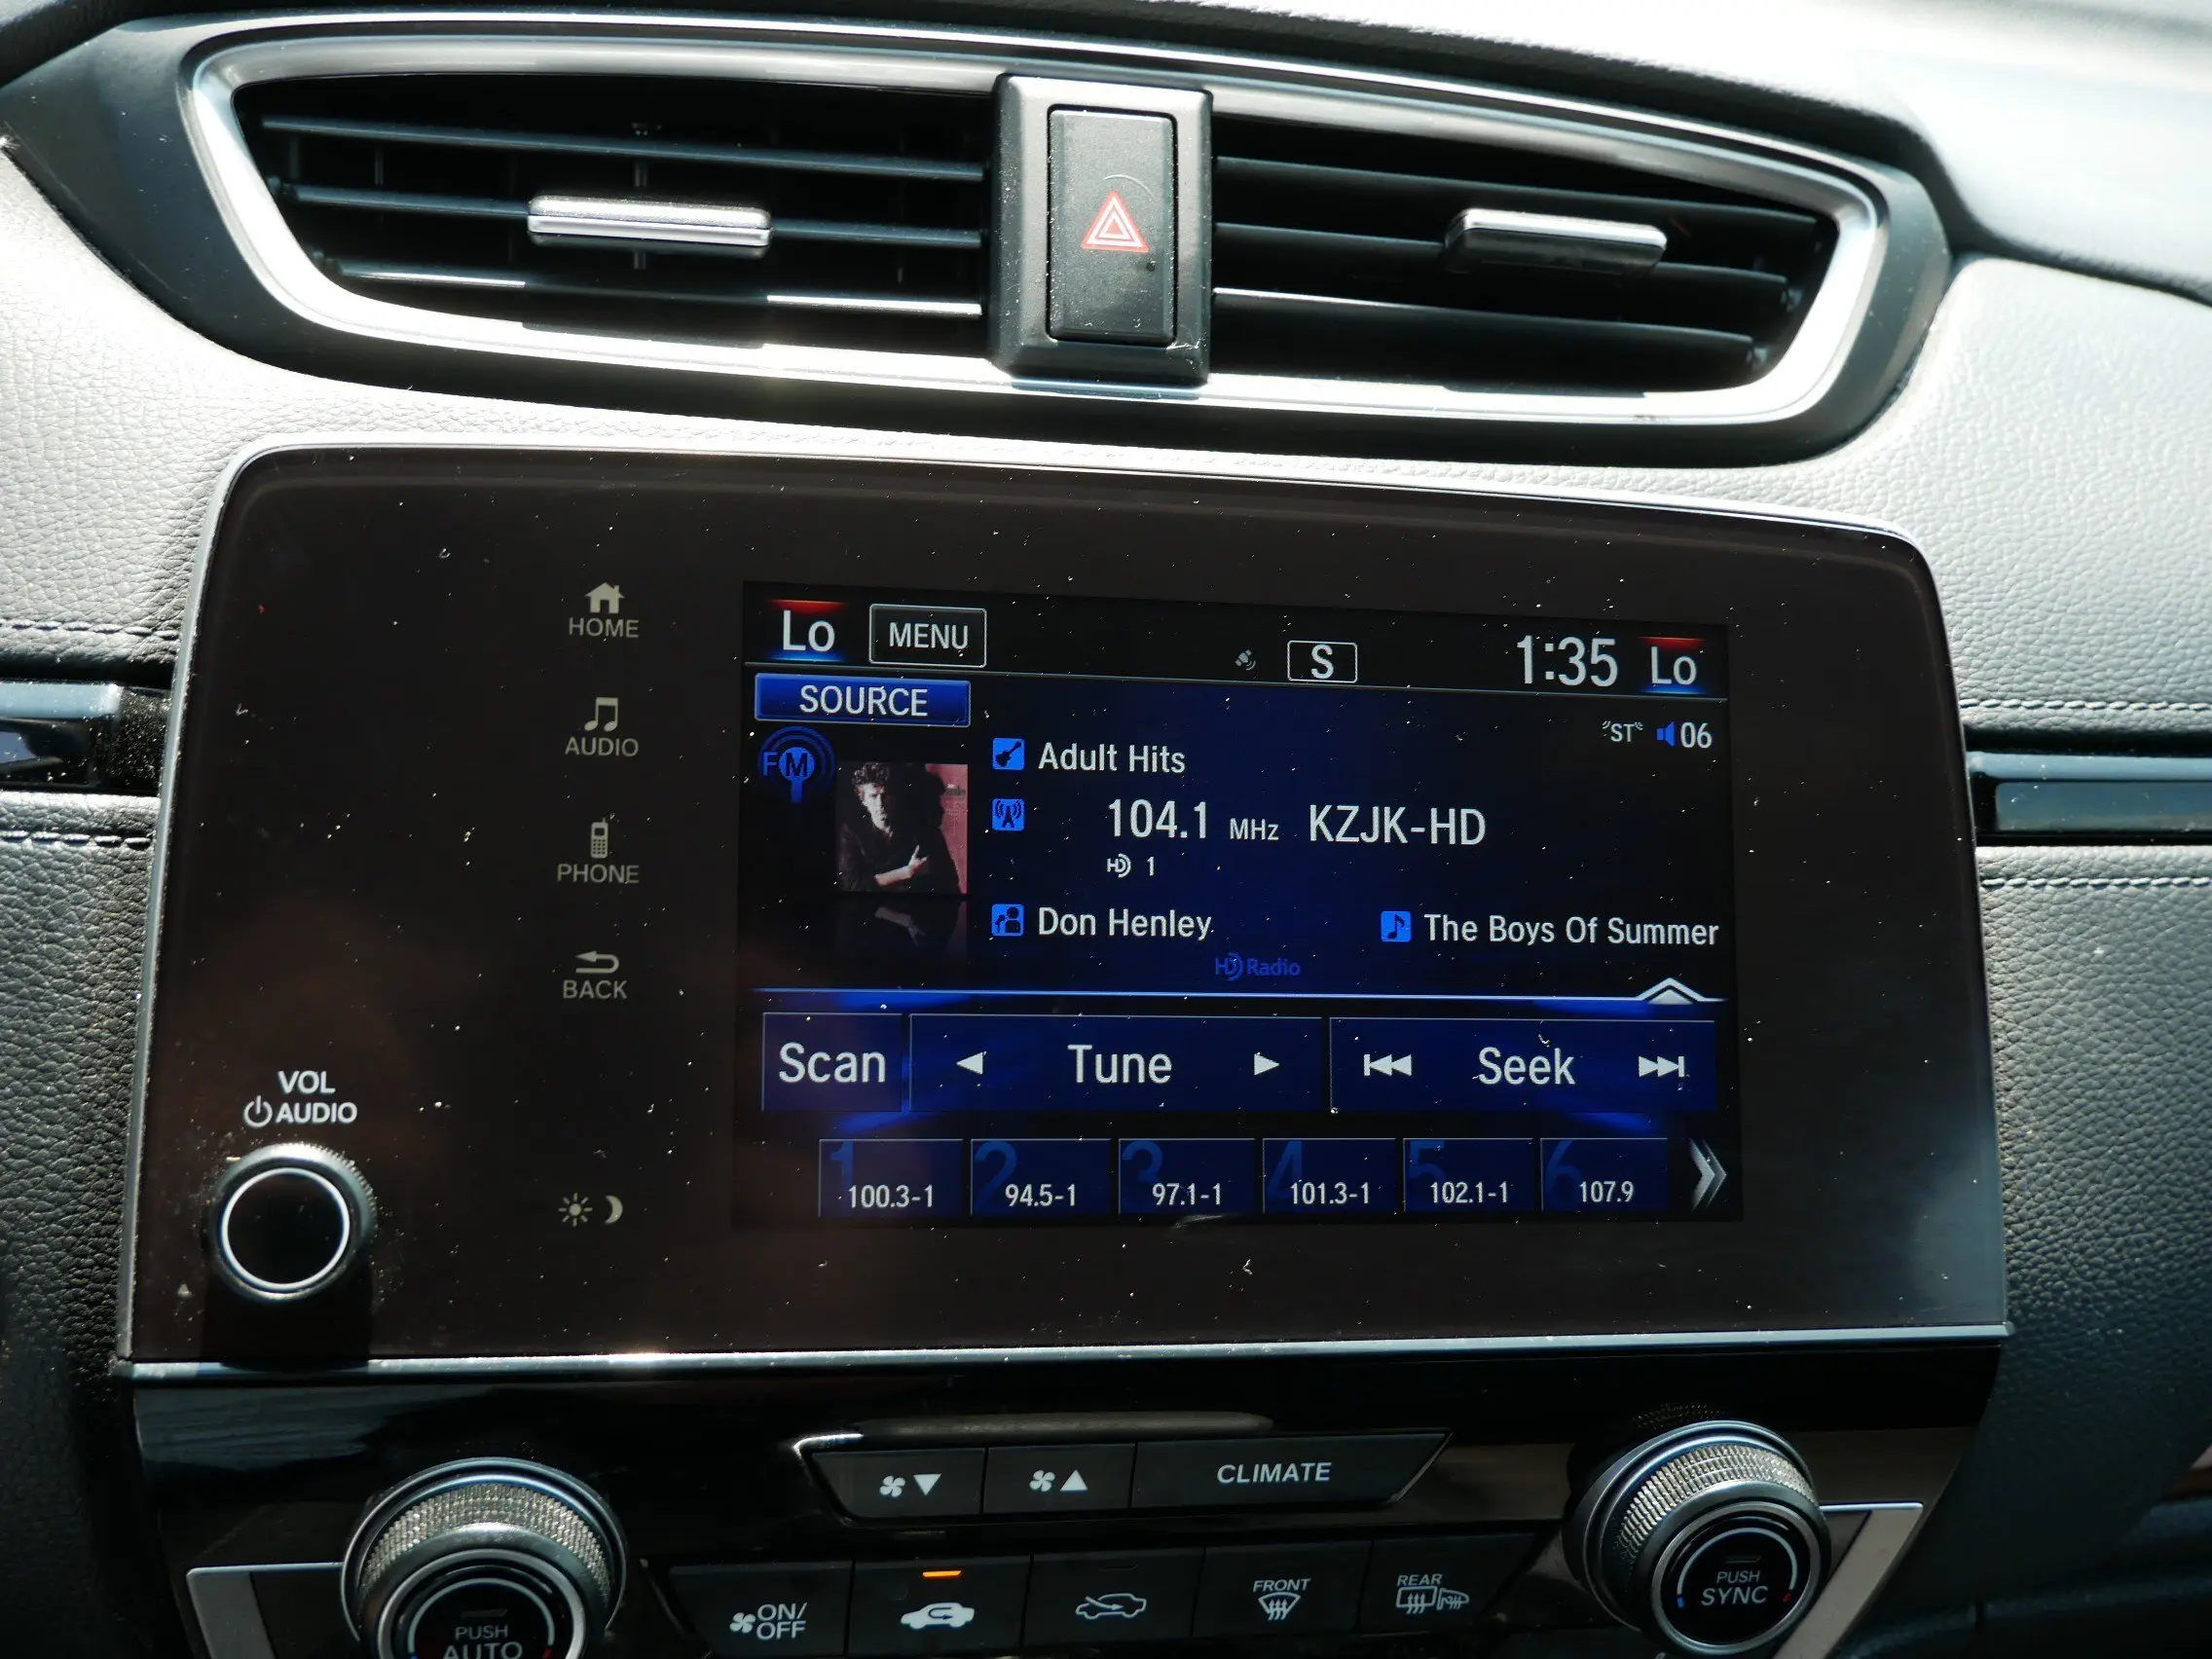 HOME
AUDIO
PHONE
BACK
VOL
AUDIO
Lo MENU S 1:35 Lo
SOURCE
"ST" 06
FM
Adult Hits
104.1 MHz KZJK-HD
HD 1
Don Henley The Boys Of Summer
HD Radio
Scan Tune Seek
1 2 3 4 5 6
100.3-1 94.5-1 97.1-1 101.3-1 102.1-1 107.9
CLIMATE
ON/
OFF
FRONT
REAR
PUSH
AUTO
PUSH
SYNC